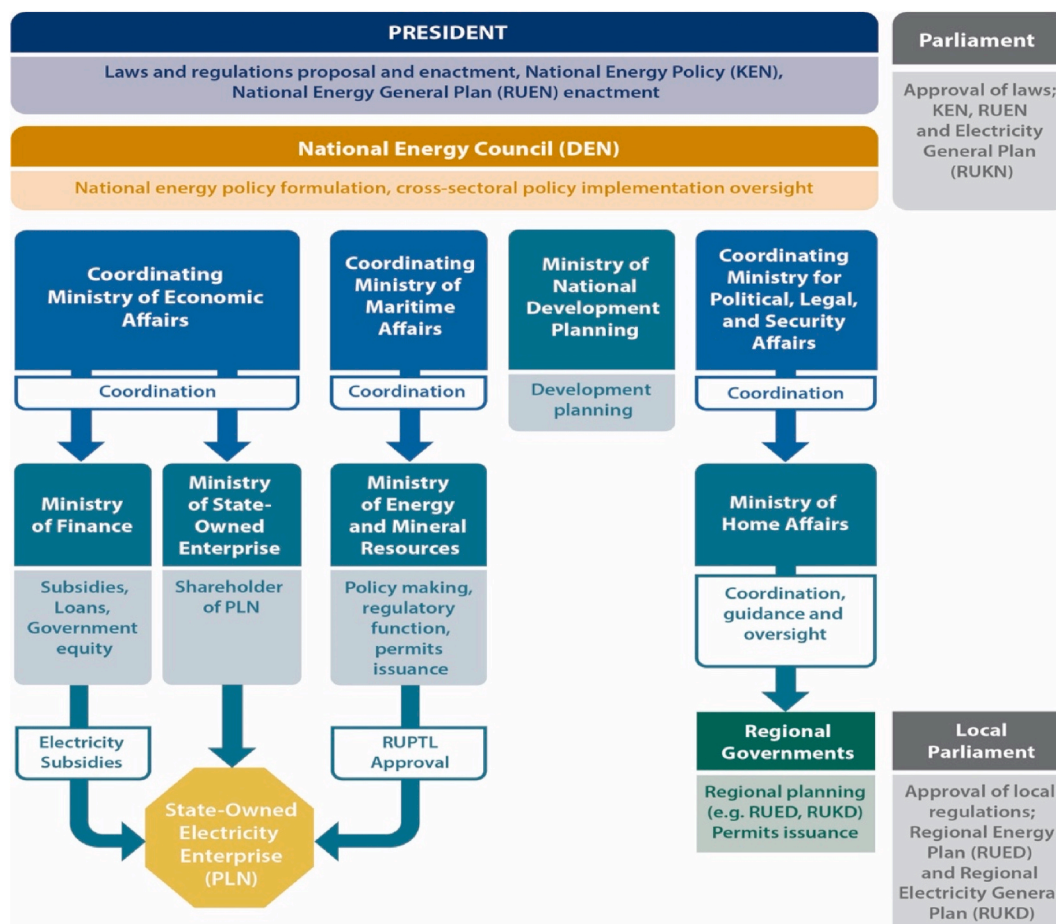 PRESIDENT
Laws and regulations proposal and enactment, National Energy Policy (KEN),
National Energy General Plan (RUEN) enactment
Parliament
Approval of laws;
KEN, RUEN
and Electricity
General Plan
(RUKN)
National Energy Council (DEN)
National energy policy formulation, cross-sectoral policy implementation oversight
Coordinating
Ministry of Economic
Affairs
Coordination
Coordinating
Ministry of
Maritime
Affairs
Coordination
Ministry of
National
Development
Planning
Development
planning
Coordinating
Ministry for
Political, Legal,
and Security
Affairs
Coordination
Ministry
of Finance
Subsidies,
Loans,
Government
equity
Ministry
of State-
Owned
Enterprise
Shareholder
of PLN
Ministry
of Energy
and Mineral
Resources
Policy making,
regulatory
function,
permits
issuance
Ministry of
Home Affairs
Coordination,
guidance and
oversight
Electricity
Subsidies
RUPTL
Approval
State-Owned
Electricity
Enterprise
(PLN)
Regional
Governments
Regional planning
(e.g. RUED, RUKD)
Permits issuance
Local
Parliament
Approval of local
regulations;
Regional Energy
Plan (RUED)
and Regional
Electricity General
Plan (RUKD)